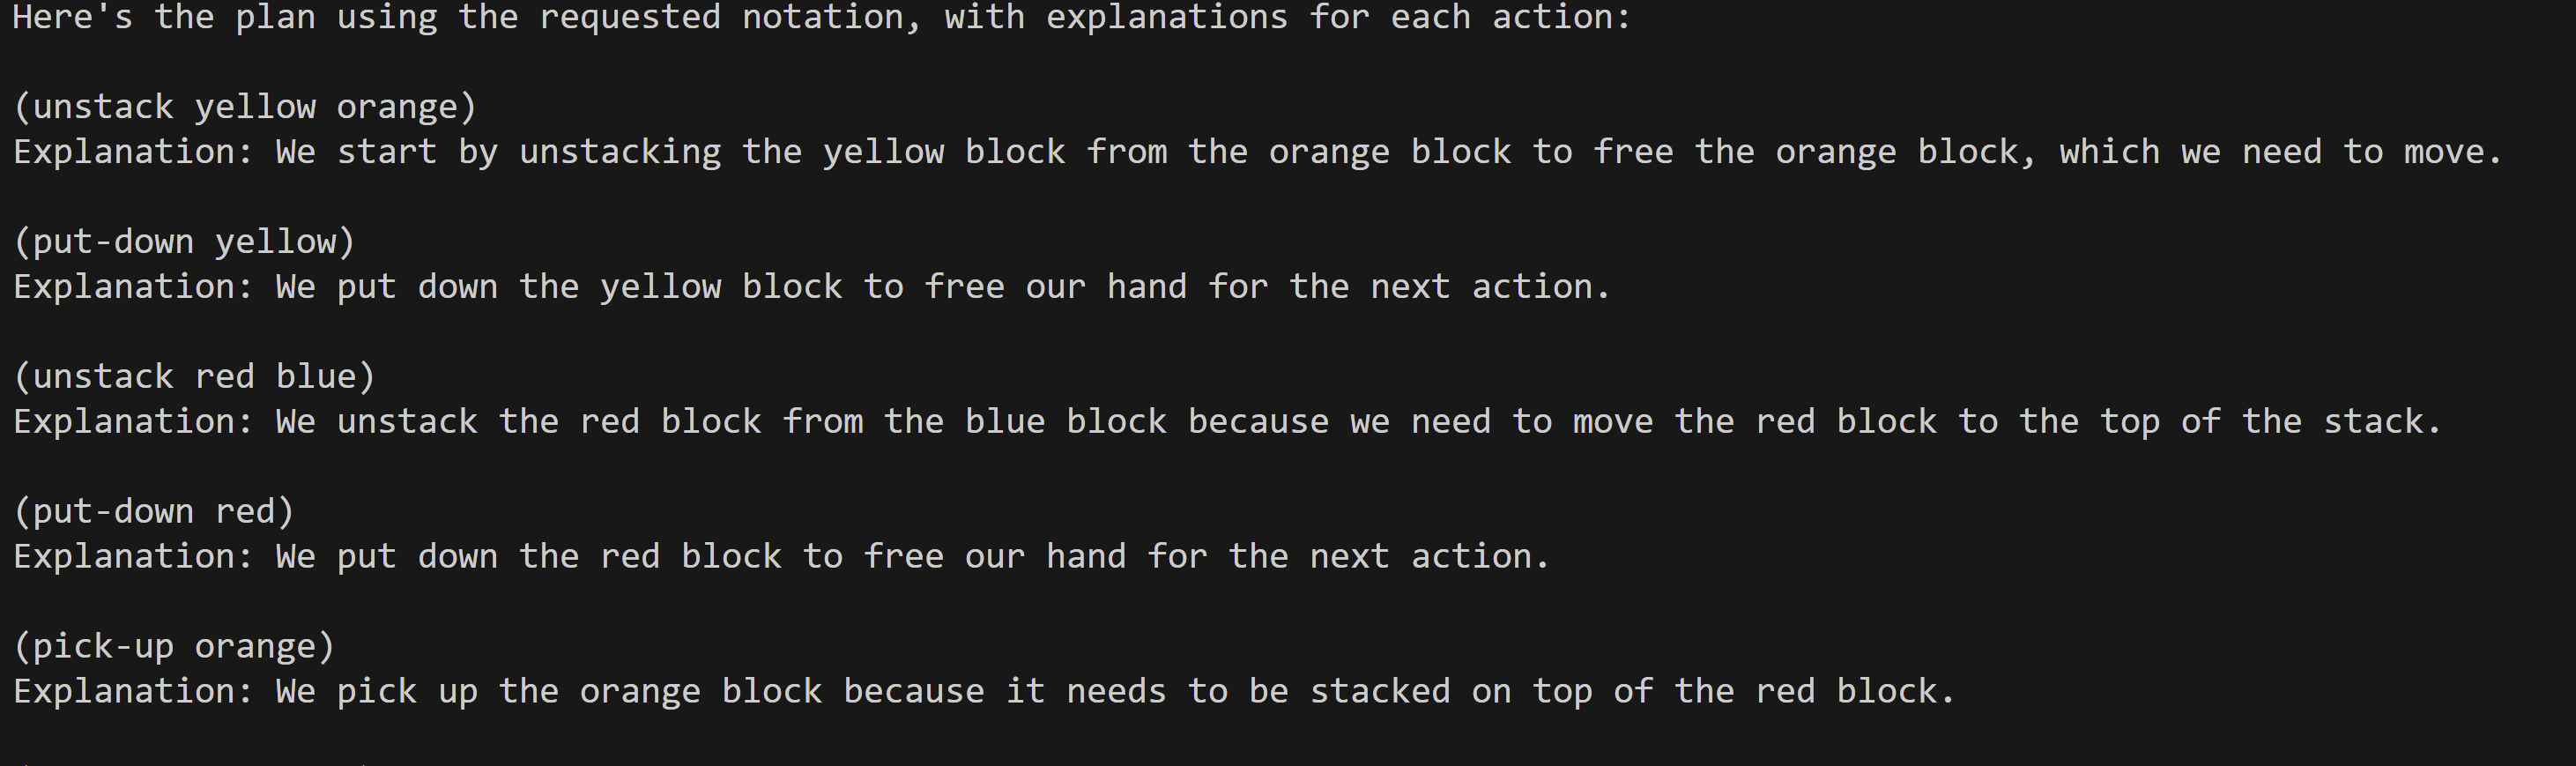 Here's the plan using the requested notation, with explanations for each action:
(unstack yellow orange)
Explanation: We start by unstacking the yellow block from the orange block to free the orange block, which we need to move.
(put-down yellow)
Explanation: We put down the yellow block to free our hand for the next action.
(unstack red blue)
Explanation: We unstack the red block from the blue block because we need to move the red block to the top of the stack.
(put-down red)
Explanation: We put down the red block to free our hand for the next action.
(pick-up orange)
Explanation: We pick up the orange block because it needs to be stacked on top of the red block.